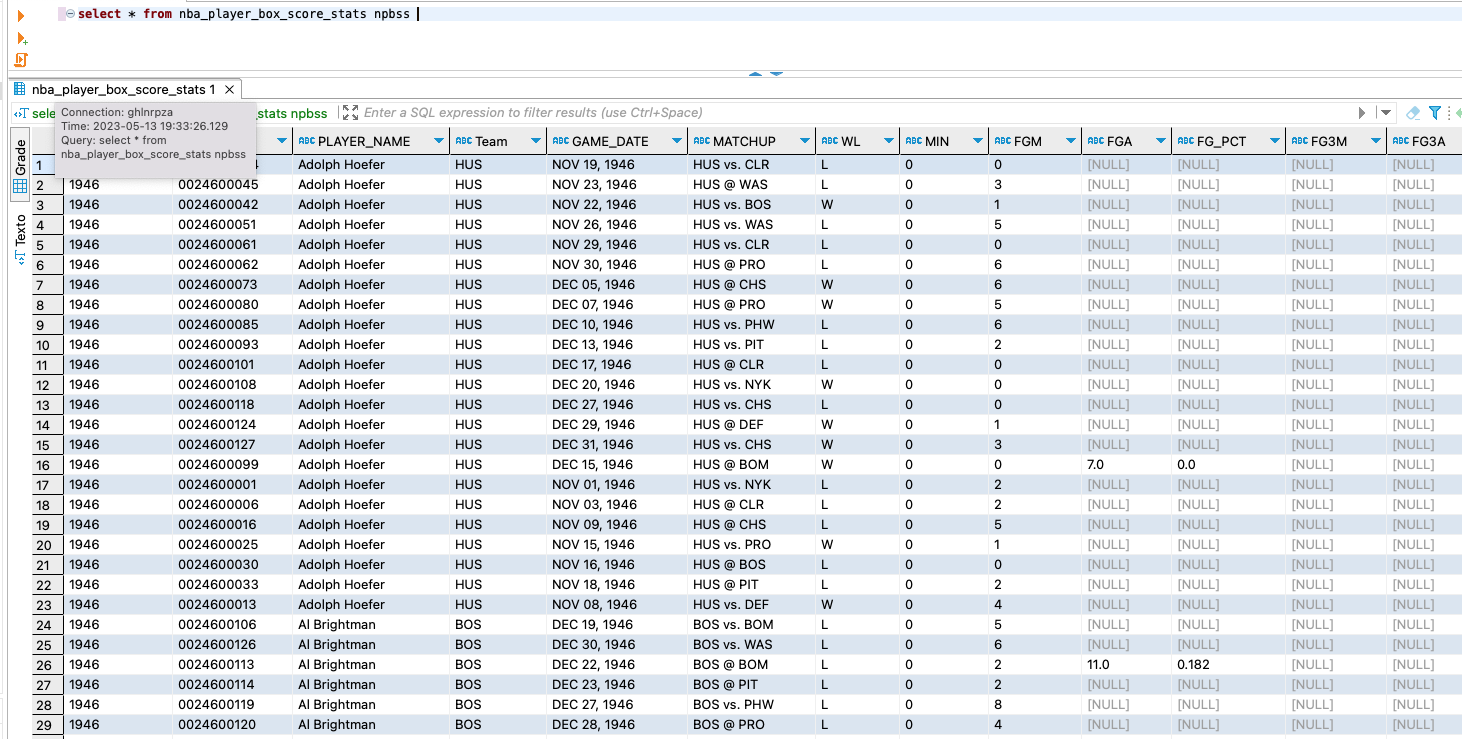 select * from nba_player_box_score_stats npbss
nba_player_box_score_stats 1
sele
_stats npbss
Enter a SQL expression to filter results (use Ctrl+Space)
Connection: ghlnrpza
Time: 2023-05-13 19:33:26.129
Query: select * from
nba_player_box_score_stats npbss
Grade
Texto
ABC PLAYER_NAME ABC Team ABC GAME_DATE ABC MATCHUP ABC WL ABC MIN ABC FGM ABC FGA ABC FG_PCT ABC FG3M ABC FG3A
1 4 Adolph Hoefer HUS NOV 19, 1946 HUS vs. CLR L 0 0 [NULL] [NULL] [NULL] [NULL]
2 1946 0024600045 Adolph Hoefer HUS NOV 23, 1946 HUS @ WAS L 0 3 [NULL] [NULL] [NULL] [NULL]
3 1946 0024600042 Adolph Hoefer HUS NOV 22, 1946 HUS vs. BOS W 0 1 [NULL] [NULL] [NULL] [NULL]
4 1946 0024600051 Adolph Hoefer HUS NOV 26, 1946 HUS vs. WAS L 0 5 [NULL] [NULL] [NULL] [NULL]
5 1946 0024600061 Adolph Hoefer HUS NOV 29, 1946 HUS vs. CLR L 0 0 [NULL] [NULL] [NULL] [NULL]
6 1946 0024600062 Adolph Hoefer HUS NOV 30, 1946 HUS @ PRO L 0 6 [NULL] [NULL] [NULL] [NULL]
7 1946 0024600073 Adolph Hoefer HUS DEC 05, 1946 HUS @ CHS W 0 6 [NULL] [NULL] [NULL] [NULL]
8 1946 0024600080 Adolph Hoefer HUS DEC 07, 1946 HUS @ PRO W 0 5 [NULL] [NULL] [NULL] [NULL]
9 1946 0024600085 Adolph Hoefer HUS DEC 10, 1946 HUS vs. PHW L 0 6 [NULL] [NULL] [NULL] [NULL]
10 1946 0024600093 Adolph Hoefer HUS DEC 13, 1946 HUS vs. PIT L 0 2 [NULL] [NULL] [NULL] [NULL]
11 1946 0024600101 Adolph Hoefer HUS DEC 17, 1946 HUS @ CLR L 0 0 [NULL] [NULL] [NULL] [NULL]
12 1946 0024600108 Adolph Hoefer HUS DEC 20, 1946 HUS vs. NYK W 0 0 [NULL] [NULL] [NULL] [NULL]
13 1946 0024600118 Adolph Hoefer HUS DEC 27, 1946 HUS vs. CHS L 0 0 [NULL] [NULL] [NULL] [NULL]
14 1946 0024600124 Adolph Hoefer HUS DEC 29, 1946 HUS @ DEF W 0 1 [NULL] [NULL] [NULL] [NULL]
15 1946 0024600127 Adolph Hoefer HUS DEC 31, 1946 HUS vs. CHS W 0 3 [NULL] [NULL] [NULL] [NULL]
16 1946 0024600099 Adolph Hoefer HUS DEC 15, 1946 HUS @ BOM W 0 0 7.0 0.0 [NULL] [NULL]
17 1946 0024600001 Adolph Hoefer HUS NOV 01, 1946 HUS vs. NYK L 0 2 [NULL] [NULL] [NULL] [NULL]
18 1946 0024600006 Adolph Hoefer HUS NOV 03, 1946 HUS @ CLR L 0 2 [NULL] [NULL] [NULL] [NULL]
19 1946 0024600016 Adolph Hoefer HUS NOV 09, 1946 HUS @ CHS L 0 5 [NULL] [NULL] [NULL] [NULL]
20 1946 0024600025 Adolph Hoefer HUS NOV 15, 1946 HUS vs. PRO W 0 1 [NULL] [NULL] [NULL] [NULL]
21 1946 0024600030 Adolph Hoefer HUS NOV 16, 1946 HUS @ BOS L 0 0 [NULL] [NULL] [NULL] [NULL]
22 1946 0024600033 Adolph Hoefer HUS NOV 18, 1946 HUS @ PIT L 0 2 [NULL] [NULL] [NULL] [NULL]
23 1946 0024600013 Adolph Hoefer HUS NOV 08, 1946 HUS vs. DEF W 0 4 [NULL] [NULL] [NULL] [NULL]
24 1946 0024600106 Al Brightman BOS DEC 19, 1946 BOS vs. BOM L 0 5 [NULL] [NULL] [NULL] [NULL]
25 1946 0024600126 Al Brightman BOS DEC 30, 1946 BOS vs. WAS L 0 6 [NULL] [NULL] [NULL] [NULL]
26 1946 0024600113 Al Brightman BOS DEC 22, 1946 BOS @ BOM L 0 2 11.0 0.182 [NULL] [NULL]
27 1946 0024600114 Al Brightman BOS DEC 23, 1946 BOS @ PIT L 0 2 [NULL] [NULL] [NULL] [NULL]
28 1946 0024600119 Al Brightman BOS DEC 27, 1946 BOS vs. PHW L 0 8 [NULL] [NULL] [NULL] [NULL]
29 1946 0024600120 Al Brightman BOS DEC 28, 1946 BOS @ PRO L 0 4 [NULL] [NULL] [NULL] [NULL]